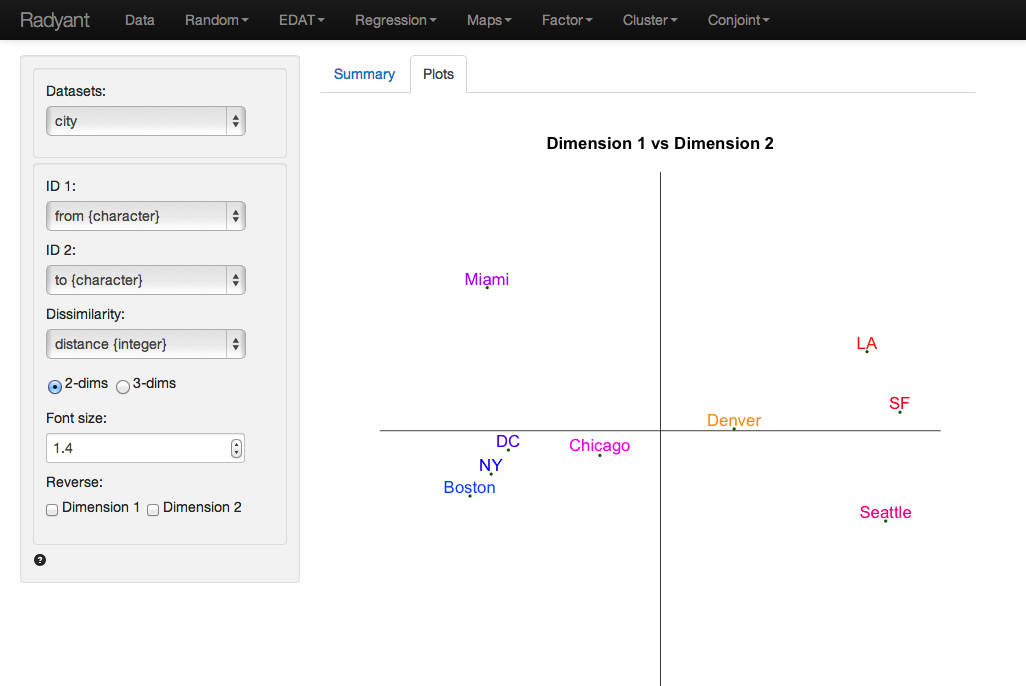 Radyant Data Random EDAT Regression Maps Factor Cluster Conjoint
Datasets:
city
ID 1:
from {character}
ID 2:
to {character}
Dissimilarity:
distance {integer}
2-dims 3-dims
Font size:
1.4
Reverse:
Dimension 1 Dimension 2
?
Summary Plots
Dimension 1 vs Dimension 2
Miami
LA
SF
Denver
DC
Chicago
NY
Boston
Seattle